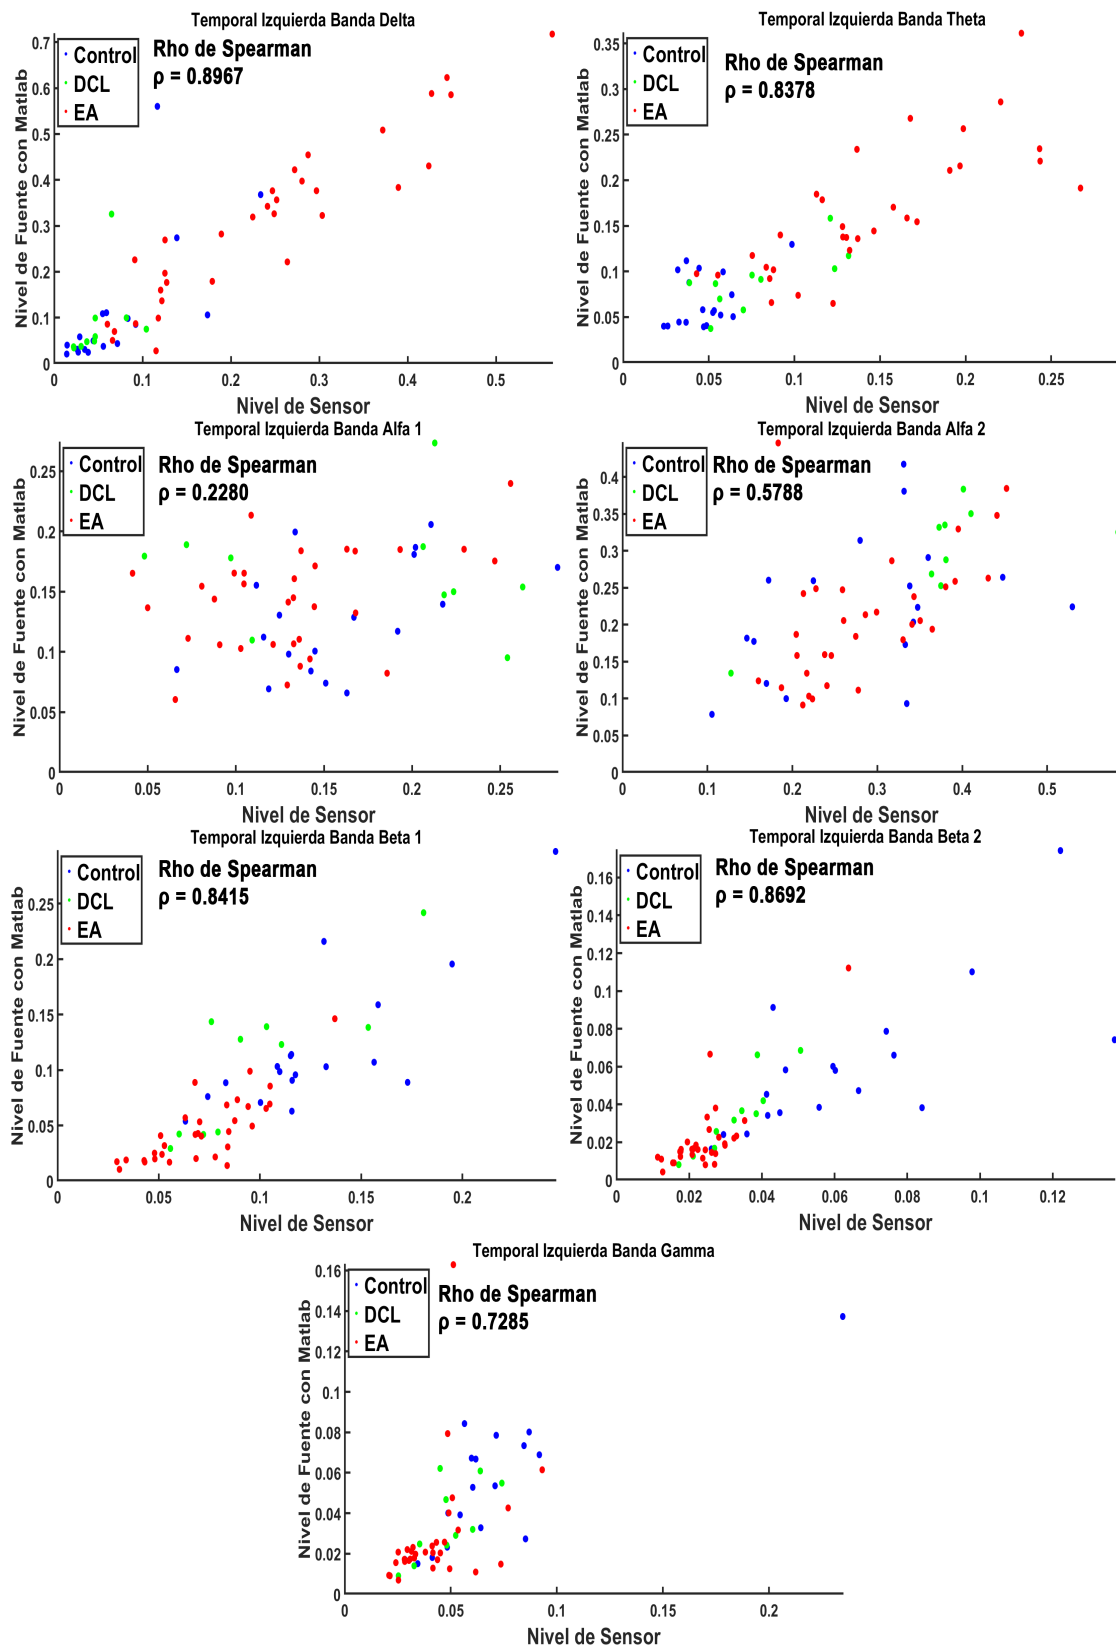 Temporal Izquierda Banda Delta
Nivel de Fuente con Matlab
0.7
0.6
0.5
0.4
0.3
0.2
0.1
0
Control
DCL
EA
Rho de Spearman
ρ = 0.8967
0 0.1 0.2 0.3 0.4 0.5
Nivel de Sensor
Temporal Izquierda Banda Theta
Nivel de Fuente con Matlab
0.35
0.3
0.25
0.2
0.15
0.1
0.05
0
Control
DCL
EA
Rho de Spearman
ρ = 0.8378
0 0.05 0.1 0.15 0.2 0.25
Nivel de Sensor
Temporal Izquierda Banda Alfa 1
Nivel de Fuente con Matlab
0.25
0.2
0.15
0.1
0.05
0
Control
DCL
EA
Rho de Spearman
ρ = 0.2280
0 0.05 0.1 0.15 0.2 0.25
Nivel de Sensor
Temporal Izquierda Banda Alfa 2
Nivel de Fuente con Matlab
0.4
0.35
0.3
0.25
0.2
0.15
0.1
0.05
0
Control
DCL
EA
Rho de Spearman
ρ = 0.5788
0 0.1 0.2 0.3 0.4 0.5
Nivel de Sensor
Temporal Izquierda Banda Beta 1
Nivel de Fuente con Matlab
0.25
0.2
0.15
0.1
0.05
0
Control
DCL
EA
Rho de Spearman
ρ = 0.8415
0 0.05 0.1 0.15 0.2
Nivel de Sensor
Temporal Izquierda Banda Beta 2
Nivel de Fuente con Matlab
0.16
0.14
0.12
0.1
0.08
0.06
0.04
0.02
0
Control
DCL
EA
Rho de Spearman
ρ = 0.8692
0 0.02 0.04 0.06 0.08 0.1 0.12
Nivel de Sensor
Temporal Izquierda Banda Gamma
Nivel de Fuente con Matlab
0.16
0.14
0.12
0.1
0.08
0.06
0.04
0.02
0
Control
DCL
EA
Rho de Spearman
ρ = 0.7285
0 0.05 0.1 0.15 0.2
Nivel de Sensor